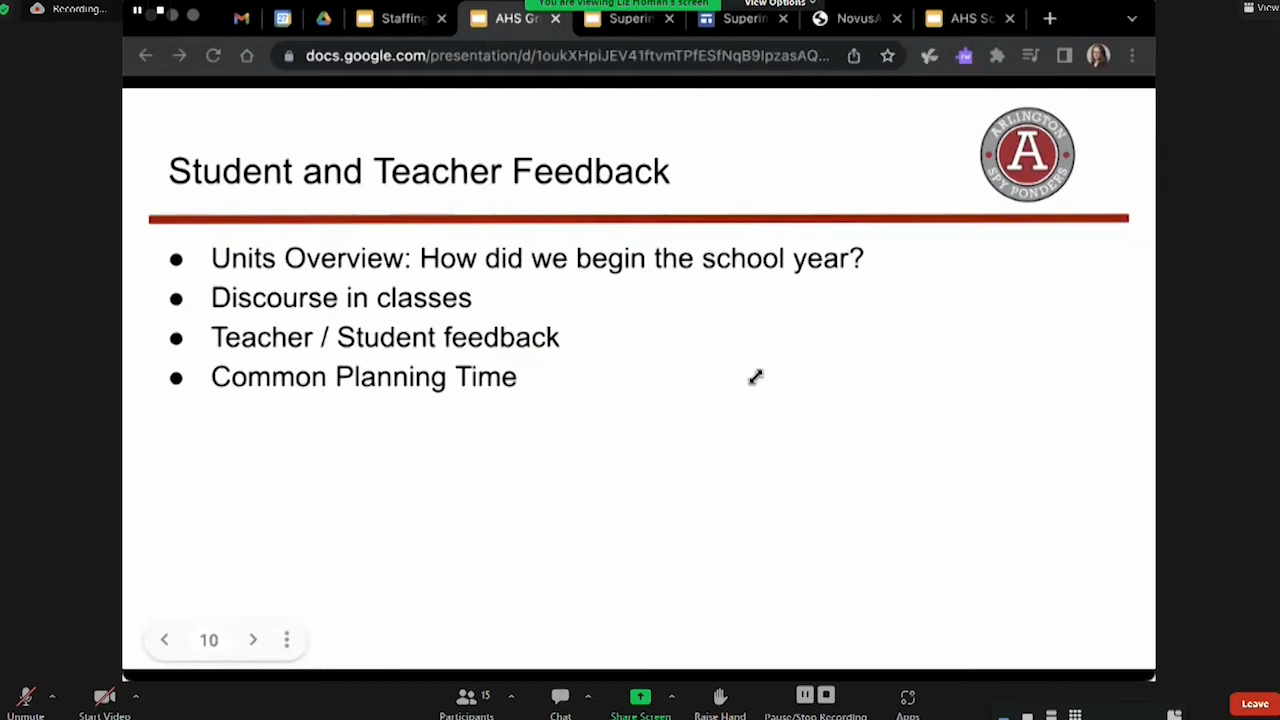 You are viewing Liz Homan's screen
View Options
View
Recording...
27
Staffing
AHS Gr
Superin
Superin
NovusA
AHS Sc
docs.google.com/presentation/d/1oukXHpiJEV41ftvmTPfESfNqB9IpzasAQ...
ARLINGTON
A
SPY PONDERS
Student and Teacher Feedback
● Units Overview: How did we begin the school year?
● Discourse in classes
● Teacher / Student feedback
● Common Planning Time
10
15
Unmute
Start Video
Participants
Chat
Share Screen
Raise Hand
Pause/Stop Recording
Apps
Leave